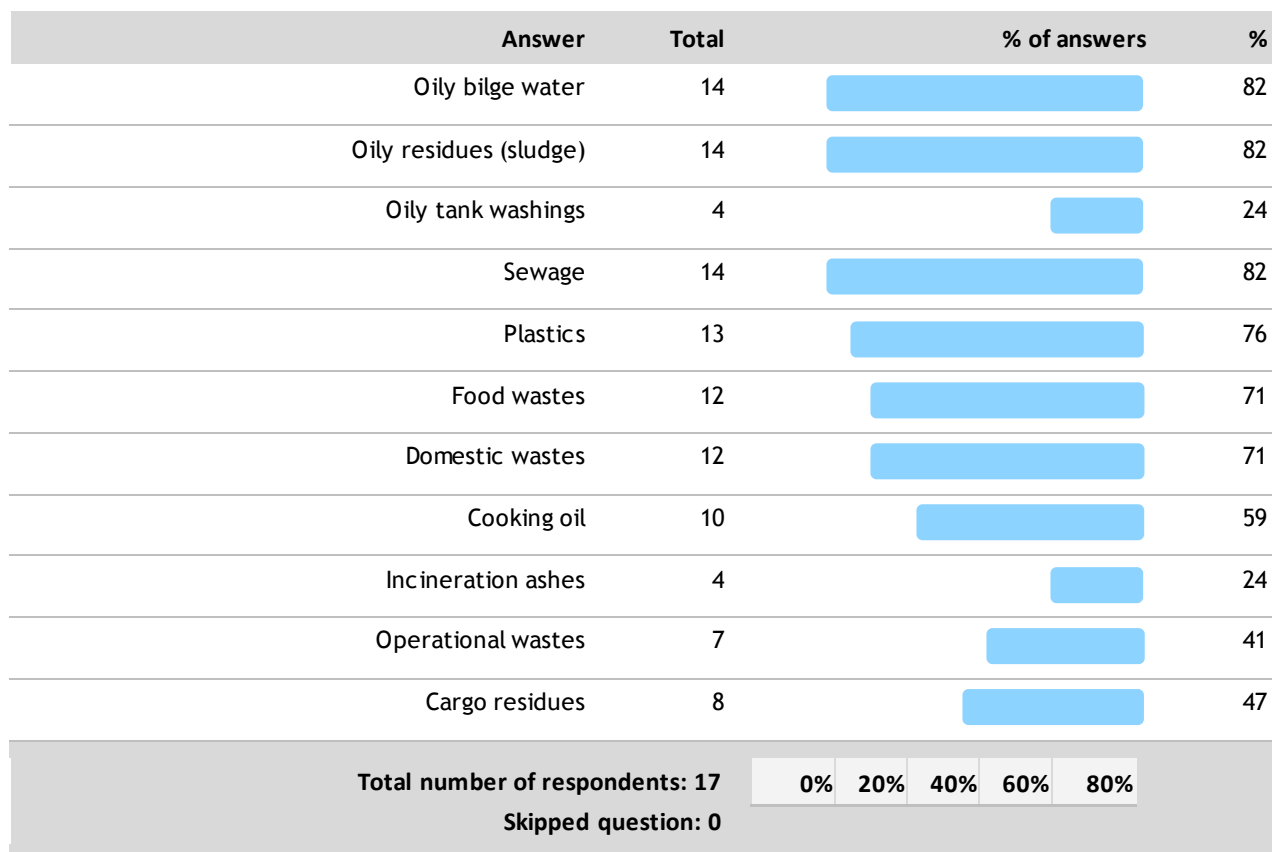 Answer Total % of answers %
Oily bilge water 14 82
Oily residues (sludge) 14 82
Oily tank washings 4 24
Sewage 14 82
Plastics 13 76
Food wastes 12 71
Domestic wastes 12 71
Cooking oil 10 59
Incineration ashes 4 24
Operational wastes 7 41
Cargo residues 8 47
Total number of respondents: 17 0% 20% 40% 60% 80%
Skipped question: 0